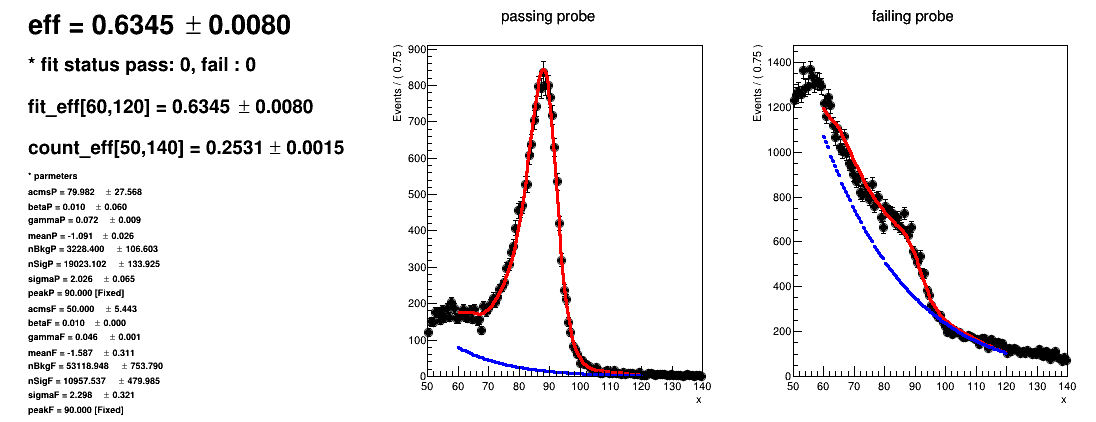 eff = 0.6345 ± 0.0080
* fit status pass: 0, fail : 0
fit_eff[60,120] = 0.6345 ± 0.0080
count_eff[50,140] = 0.2531 ± 0.0015
* parmeters
acmsP = 79.982 ± 27.568
betaP = 0.010 ± 0.060
gammaP = 0.072 ± 0.009
meanP = -1.091 ± 0.026
nBkgP = 3228.400 ± 106.603
nSigP = 19023.102 ± 133.925
sigmaP = 2.026 ± 0.065
peakP = 90.000 [Fixed]
acmsF = 50.000 ± 5.443
betaF = 0.010 ± 0.000
gammaF = 0.046 ± 0.001
meanF = -1.587 ± 0.311
nBkgF = 53118.948 ± 753.790
nSigF = 10957.537 ± 479.985
sigmaF = 2.298 ± 0.321
peakF = 90.000 [Fixed]
passing probe
Events / ( 0.75 )
900
800
700
600
500
400
300
200
100
0
50 60 70 80 90 100 110 120 130 140
x
failing probe
Events / ( 0.75 )
1400
1200
1000
800
600
400
200
0
50 60 70 80 90 100 110 120 130 140
x